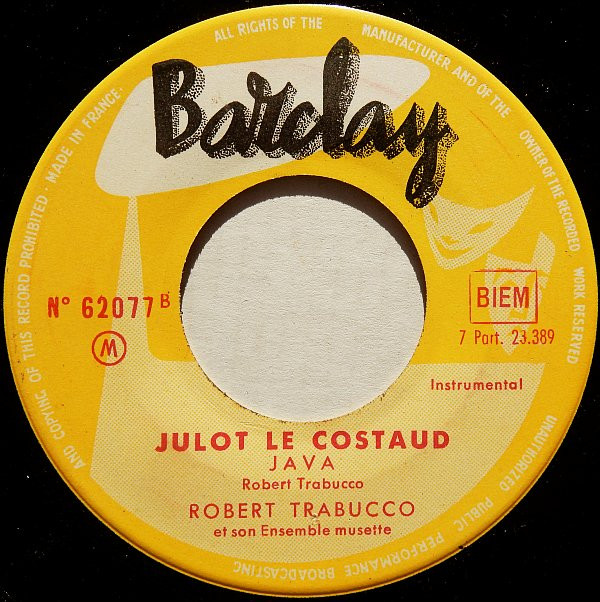 ALL RIGHTS OF THE MANUFACTURER AND OF THE OWNER OF THE RECORDED WORK RESERVED
UNAUTHORIZED PUBLIC PERFORMANCE BROADCASTING
AND COPYING OF THIS RECORD PROHIBITED · MADE IN FRANCE ·
Barclay
N° 62077 B
M
BIEM
7 Part. 23.389
Instrumental
JULOT LE COSTAUD
JAVA
Robert Trabucco
ROBERT TRABUCCO
et son Ensemble musette